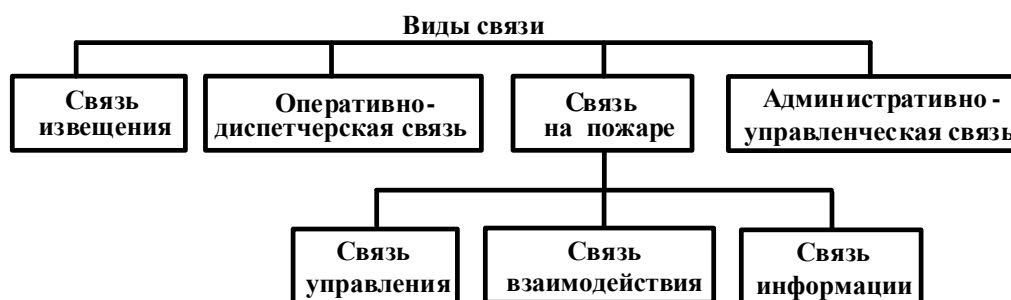 Виды связи
Связь
извещения
Оперативно-
диспетчерская связь
Связь
на пожаре
Административно-
управленческая связь
Связь
управления
Связь
взаимодействия
Связь
информации